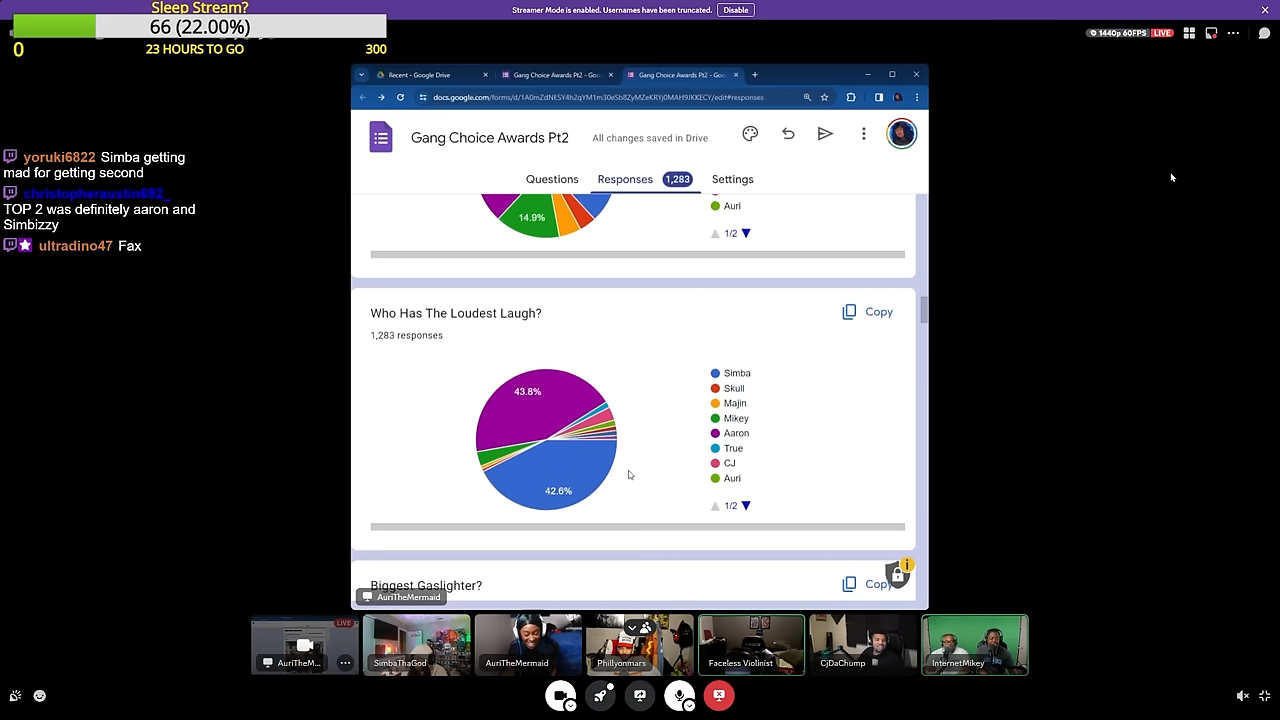 Sleep Stream?
66 (22.00%)
0
23 HOURS TO GO
300
Streamer Mode is enabled. Usernames have been truncated.
Disable
1440p 60FPS LIVE
yoruki6822 Simba getting
mad for getting second
christopheraustin692_
TOP 2 was definitely aaron and
Simbizzy
ultradino47 Fax
Recent - Google Drive
Gang Choice Awards Pt2 - Goo
Gang Choice Awards Pt2 - Goo
Gang Choice Awards Pt2
All changes saved in Drive
Questions
Responses
1,283
Settings
14.9%
Auri
1/2
Who Has The Loudest Laugh?
Copy
1,283 responses
43.8%
42.6%
Simba
Skull
Majin
Mikey
Aaron
True
CJ
Auri
1/2
Biggest Gaslighter?
Copy
AuriTheMermaid
LIVE
AuriTheM...
SimbaThaGod
AuriTheMermaid
Phillyonmars
Faceless Violinist
CjDaChump
InternetMikey